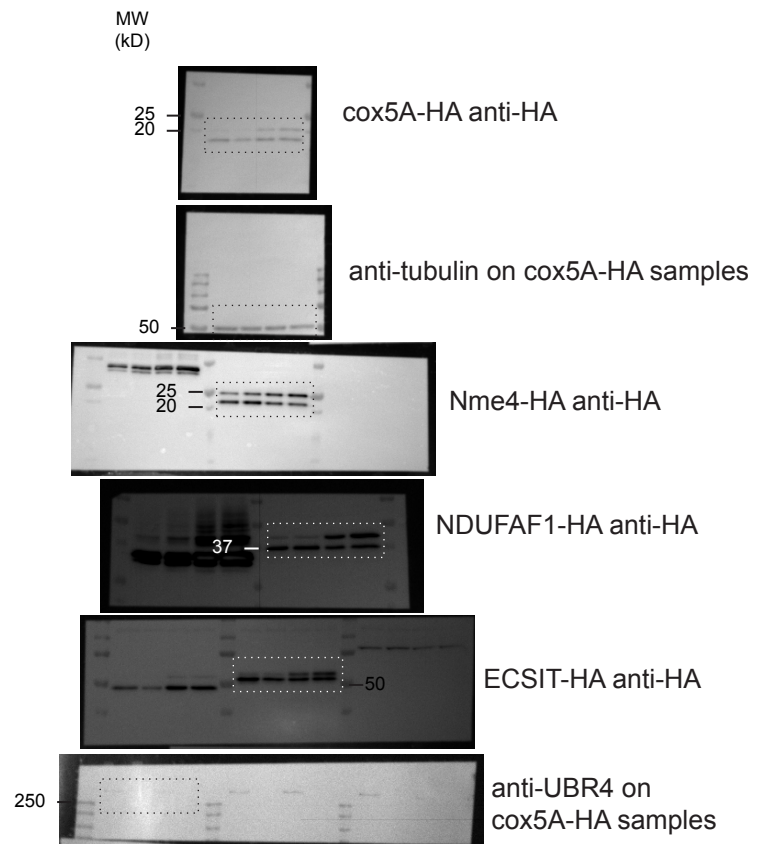 MW
(kD)
25
20
cox5A-HA anti-HA
50
anti-tubulin on cox5A-HA samples
25
20
Nme4-HA anti-HA
37
NDUFAF1-HA anti-HA
50
ECSIT-HA anti-HA
250
anti-UBR4 on
cox5A-HA samples